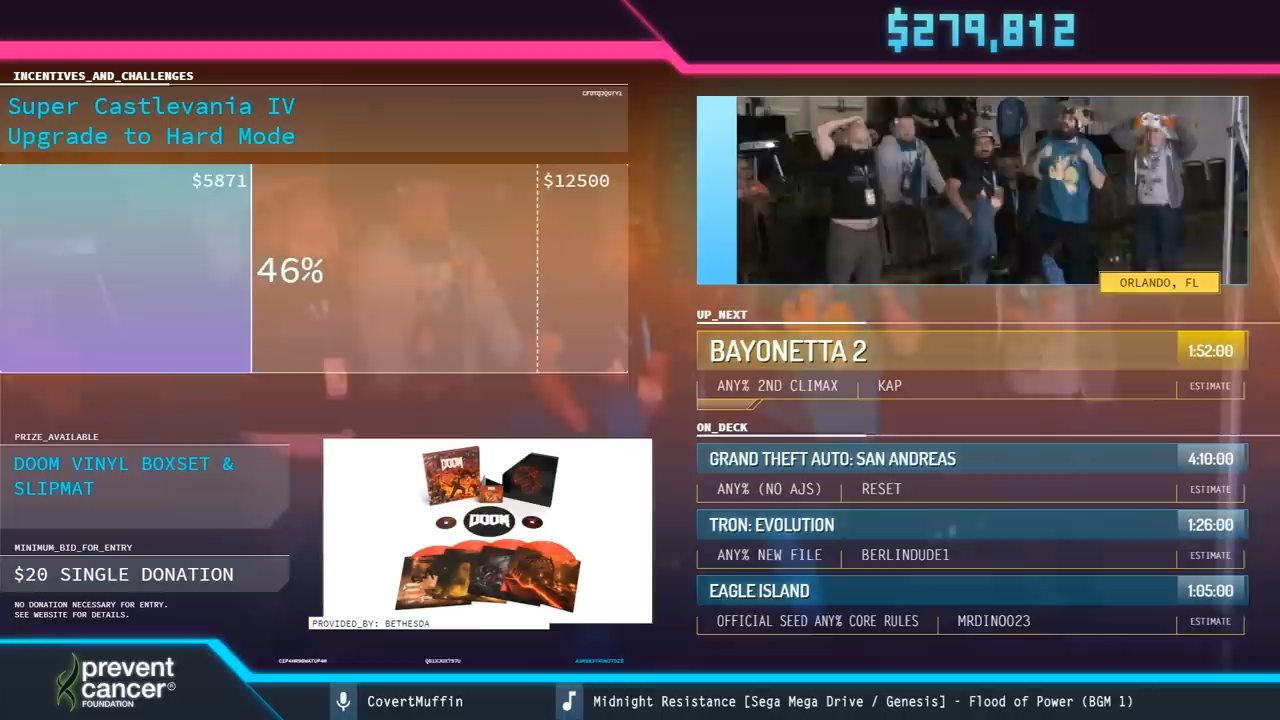 $279,812
INCENTIVES_AND_CHALLENGES
Super Castlevania IV
Upgrade to Hard Mode
$5871
$12500
46%
ORLANDO, FL
UP_NEXT
BAYONETTA 2
1:52:00
ANY% 2ND CLIMAX
KAP
ESTIMATE
ON_DECK
GRAND THEFT AUTO: SAN ANDREAS
4:10:00
ANY% (NO AJS)
RESET
ESTIMATE
TRON: EVOLUTION
1:26:00
ANY% NEW FILE
BERLINDUDE1
ESTIMATE
EAGLE ISLAND
1:05:00
OFFICIAL SEED ANY% CORE RULES
MRDINO023
ESTIMATE
PRIZE_AVAILABLE
DOOM VINYL BOXSET &
SLIPMAT
MINIMUM_BID_FOR_ENTRY
$20 SINGLE DONATION
NO DONATION NECESSARY FOR ENTRY.
SEE WEBSITE FOR DETAILS.
DOOM
DOOM
PROVIDED_BY: BETHESDA
prevent
cancer®
FOUNDATION
CovertMuffin
Midnight Resistance [Sega Mega Drive / Genesis] - Flood of Power (BGM 1)